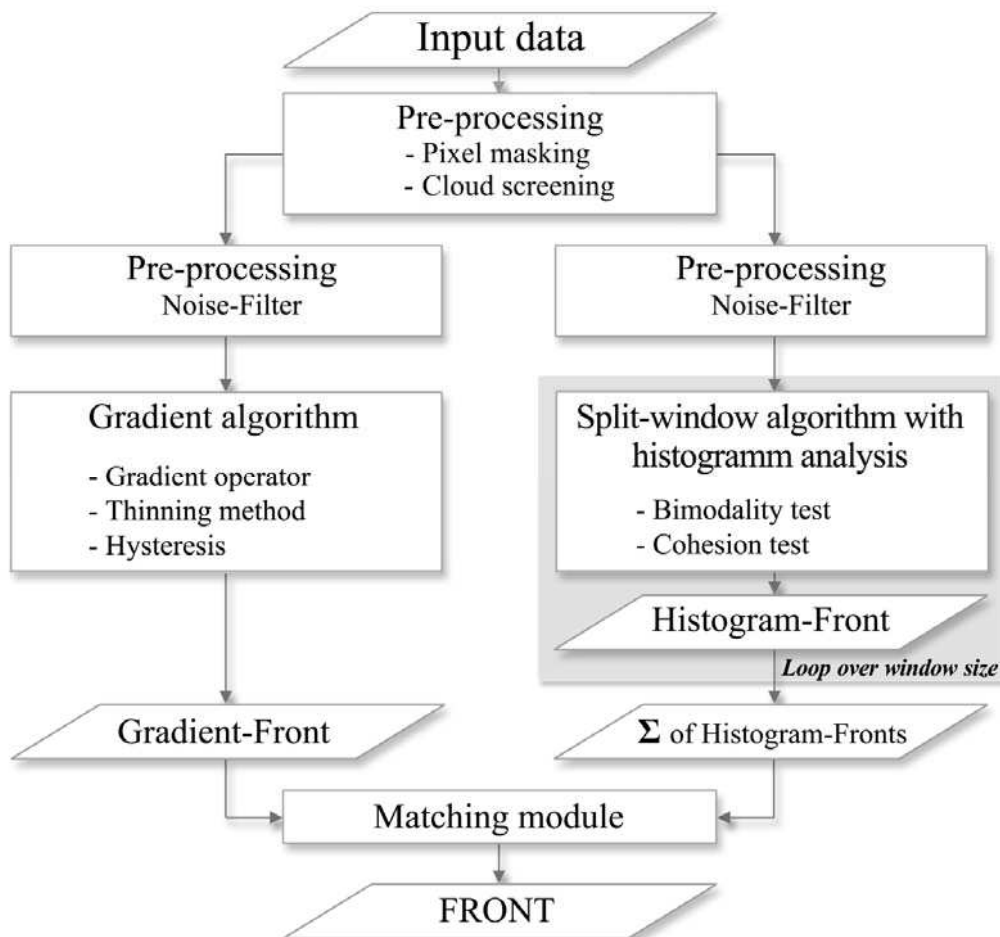 Input data
Pre-processing
- Pixel masking
- Cloud screening
Pre-processing
Noise-Filter
Pre-processing
Noise-Filter
Gradient algorithm
- Gradient operator
- Thinning method
- Hysteresis
Split-window algorithm with
histogramm analysis
- Bimodality test
- Cohesion test
Histogram-Front
Loop over window size
Gradient-Front
Σ of Histogram-Fronts
Matching module
FRONT